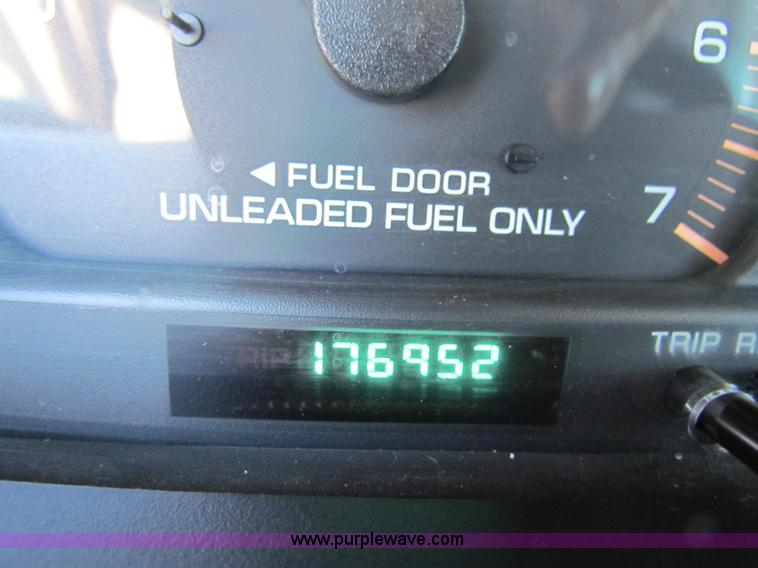 6
◄ FUEL DOOR
UNLEADED FUEL ONLY
7
176952
TRIP R
www.purplewave.com